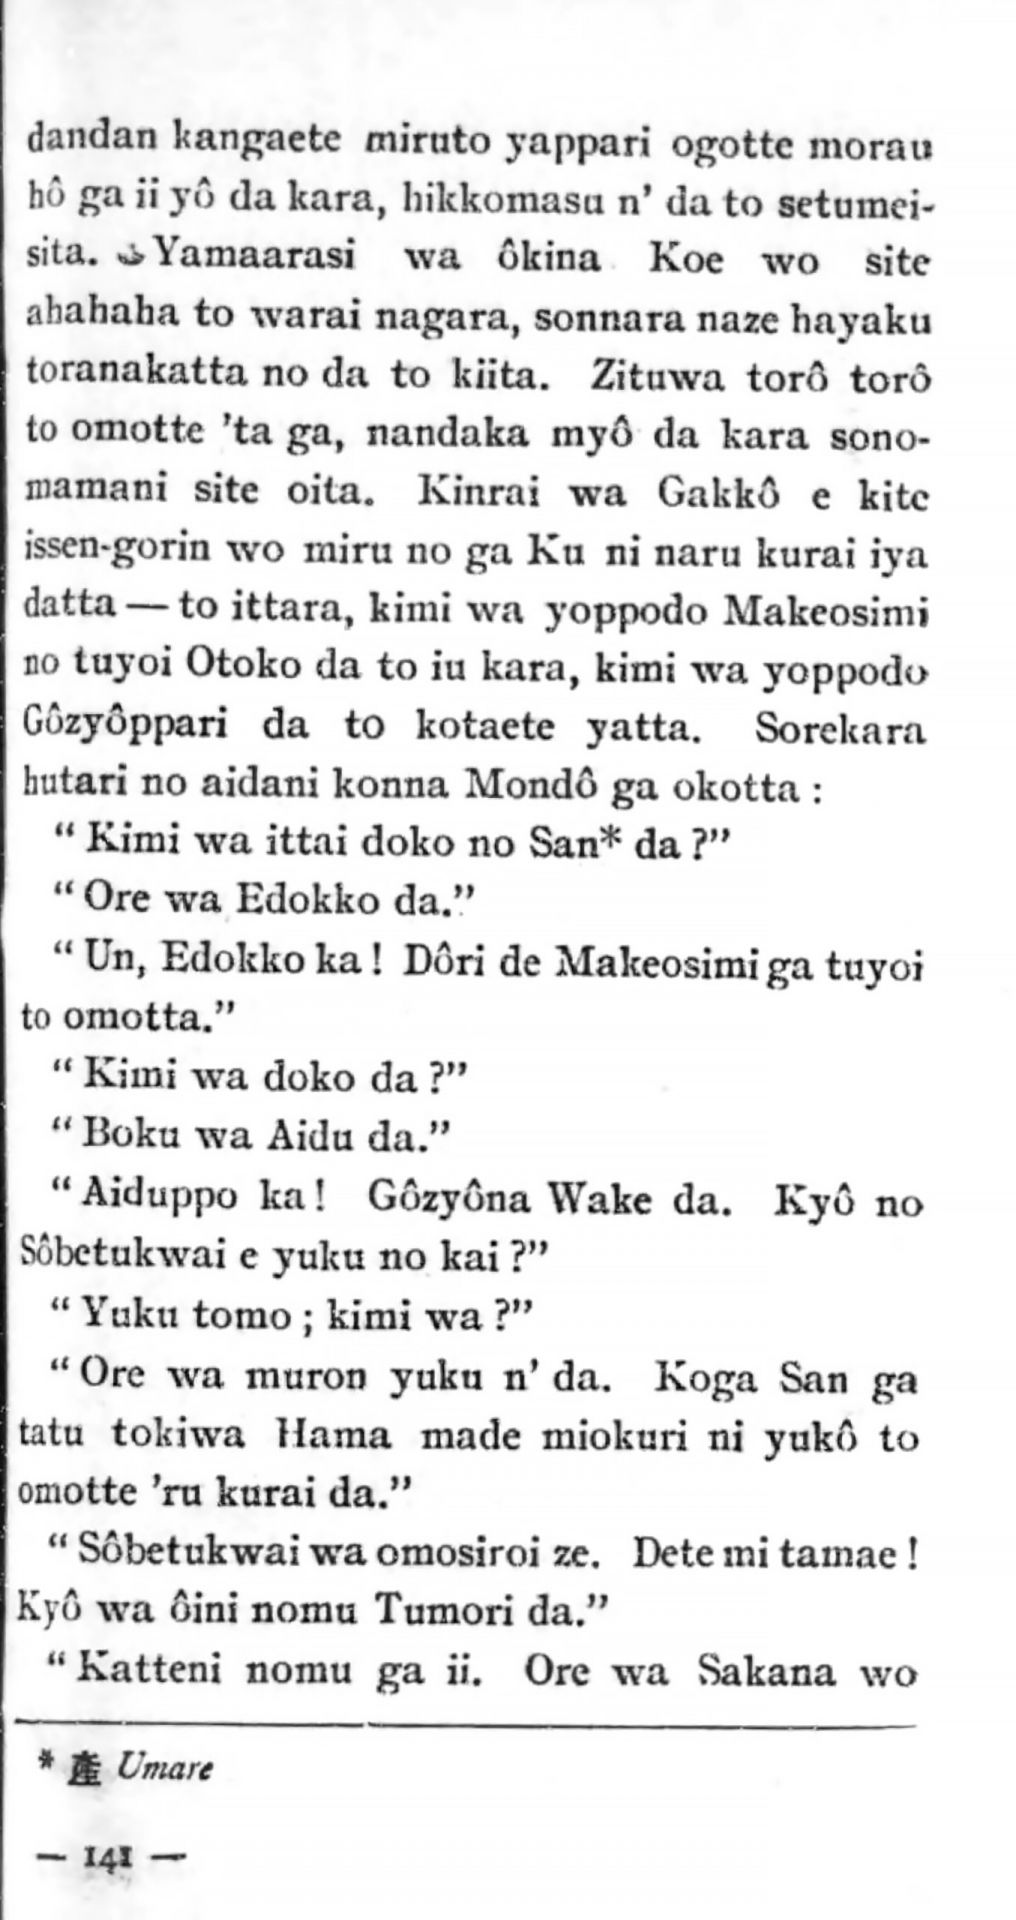 dandan kangaete miruto yappari ogotte morau
hô ga ii yô da kara, hikkomasu n’ da to setumei-
sita. Yamaarasi wa ôkina Koe wo site
ahahaha to warai nagara, sonnara naze hayaku
toranakatta no da to kiita. Zituwa torô torô
to omotte ’ta ga, nandaka myô da kara sono-
mamani site oita. Kinrai wa Gakkô e kite
issen-gorin wo miru no ga Ku ni naru kurai iya
datta — to ittara, kimi wa yoppodo Makeosimi
no tuyoi Otoko da to iu kara, kimi wa yoppodo
Gôzyôppari da to kotaete yatta. Sorekara
hutari no aidani konna Mondô ga okotta :
“ Kimi wa ittai doko no San* da ?”
“ Ore wa Edokko da.”
“ Un, Edokko ka ! Dôri de Makeosimi ga tuyoi
to omotta.”
“ Kimi wa doko da ?”
“ Boku wa Aidu da.”
“ Aiduppo ka ! Gôzyôna Wake da. Kyô no
Sôbetukwai e yuku no kai ?”
“ Yuku tomo ; kimi wa ?”
“ Ore wa muron yuku n’ da. Koga San ga
tatu tokiwa Hama made miokuri ni yukô to
omotte ’ru kurai da.”
“ Sôbetukwai wa omosiroi ze. Dete mi tamae !
Kyô wa ôini nomu Tumori da.”
“ Katteni nomu ga ii. Ore wa Sakana wo
* 産 Umare
— 141 —